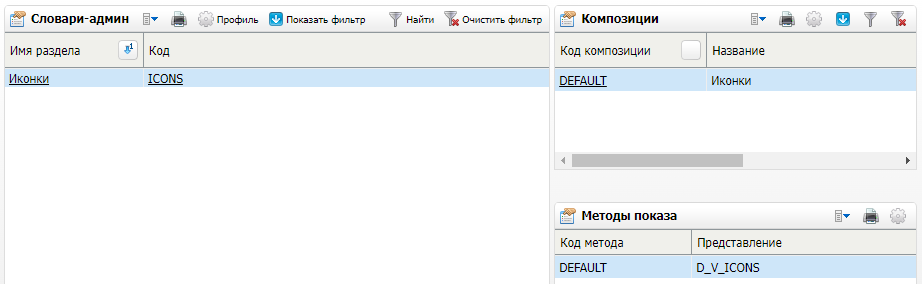 Словари-админ Профиль Показать фильтр Найти Очистить фильтр
Имя раздела 1 Код
Иконки ICONS
Композиции
Код композиции Название
DEFAULT Иконки
Методы показа
Код метода Представление
DEFAULT D_V_ICONS